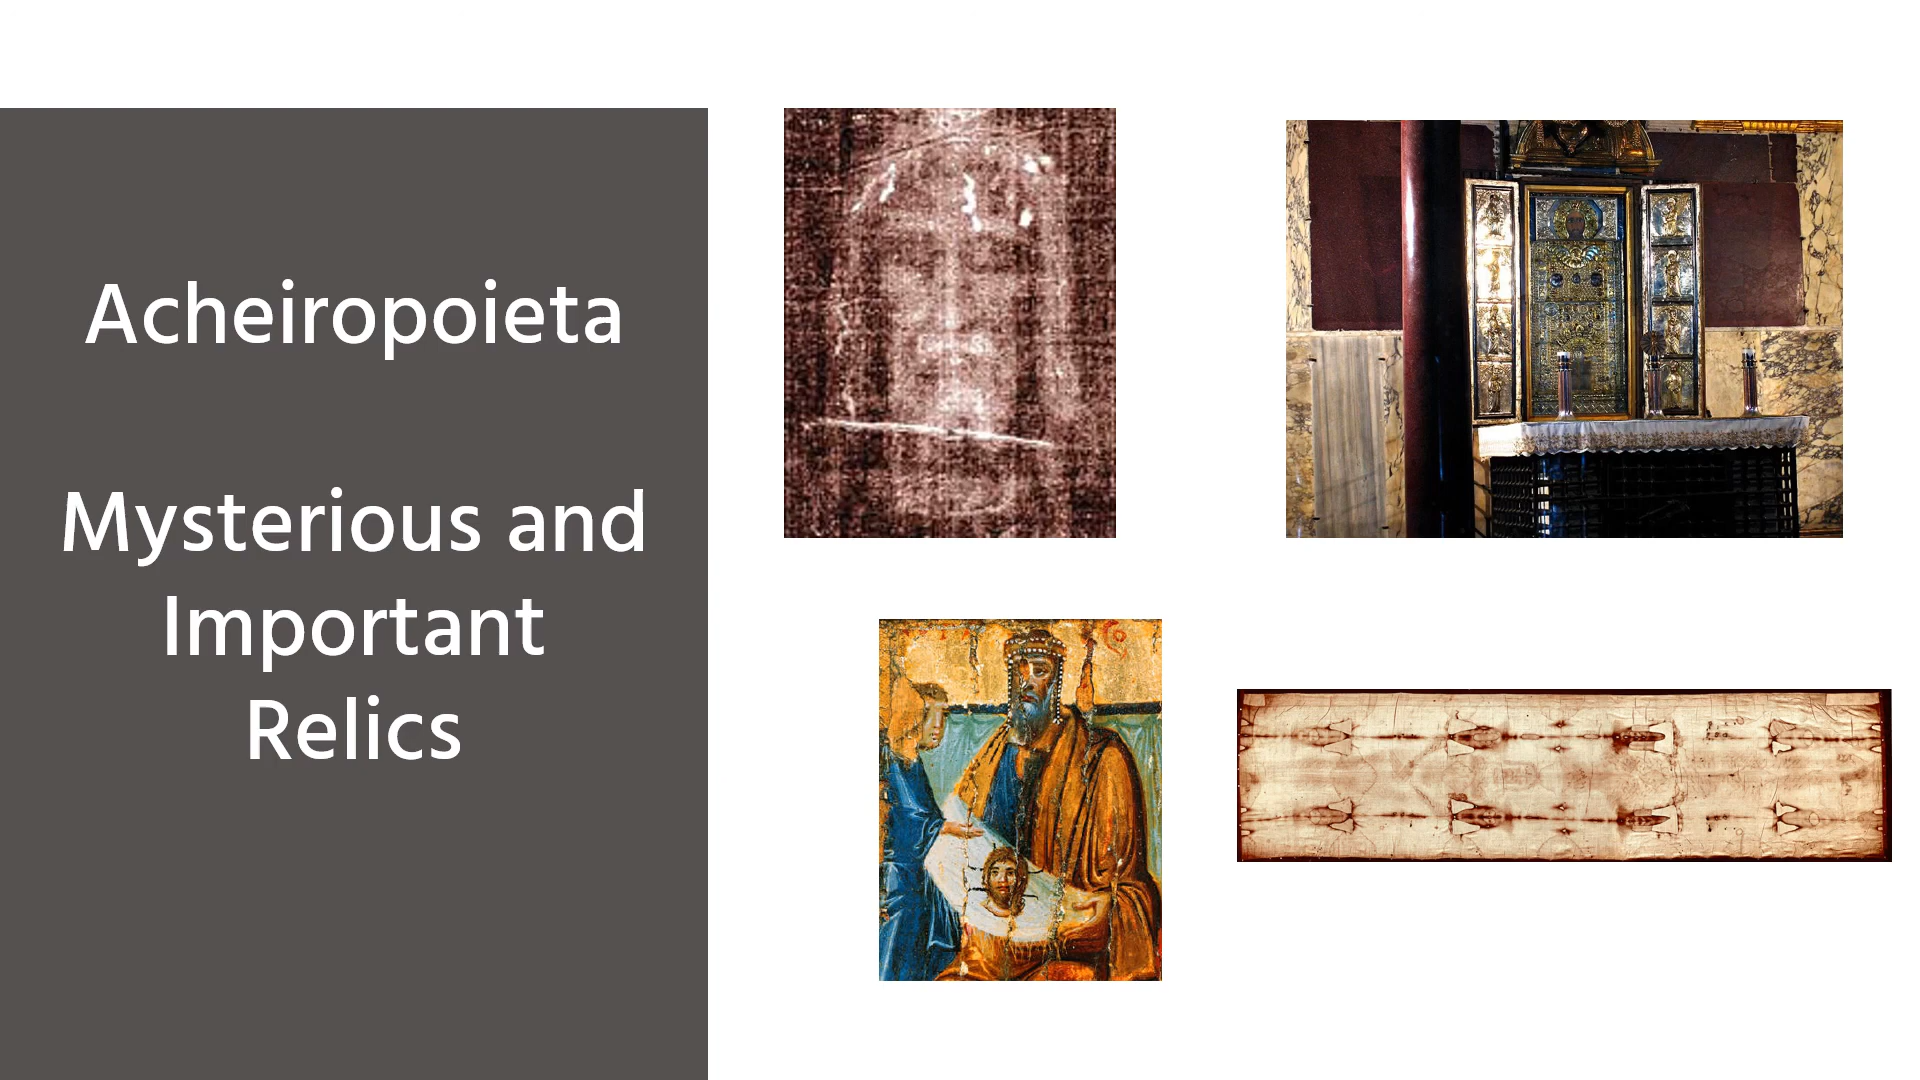 Acheiropoieta
Mysterious and
Important
Relics